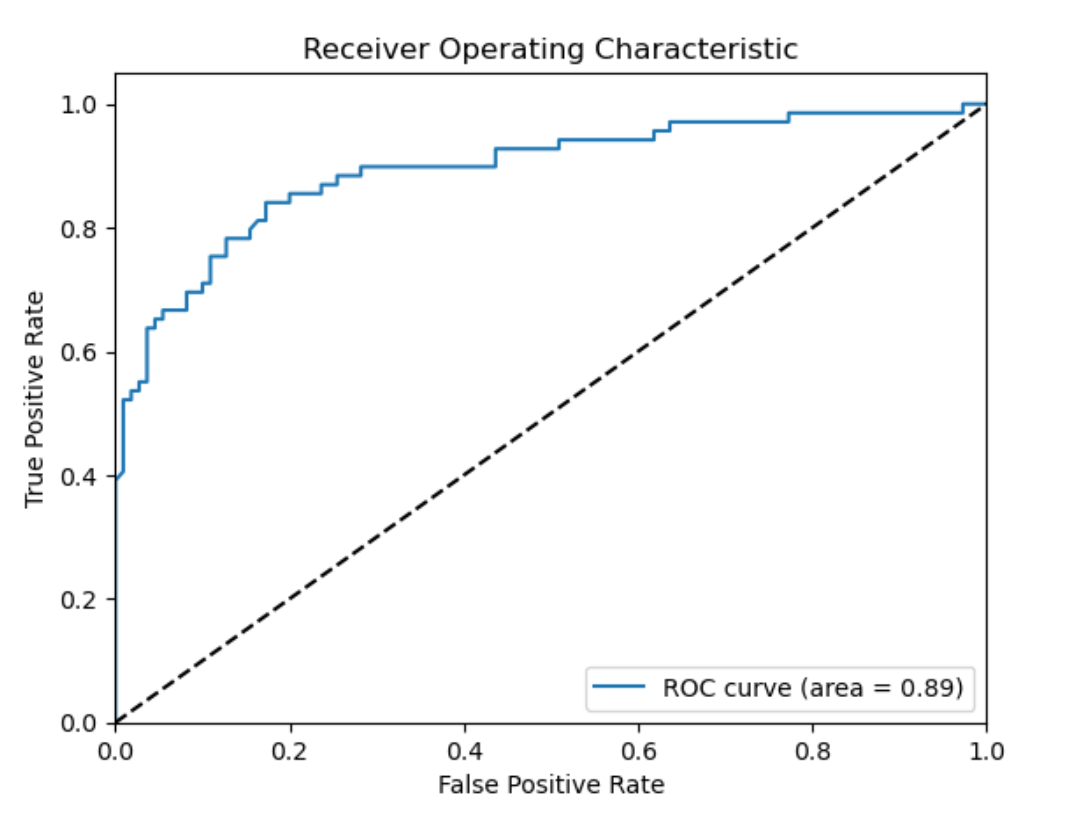 Receiver Operating Characteristic
1.0
0.8
0.6
0.4
0.2
0.0
True Positive Rate
ROC curve (area = 0.89)
0.0 0.2 0.4 0.6 0.8 1.0
False Positive Rate